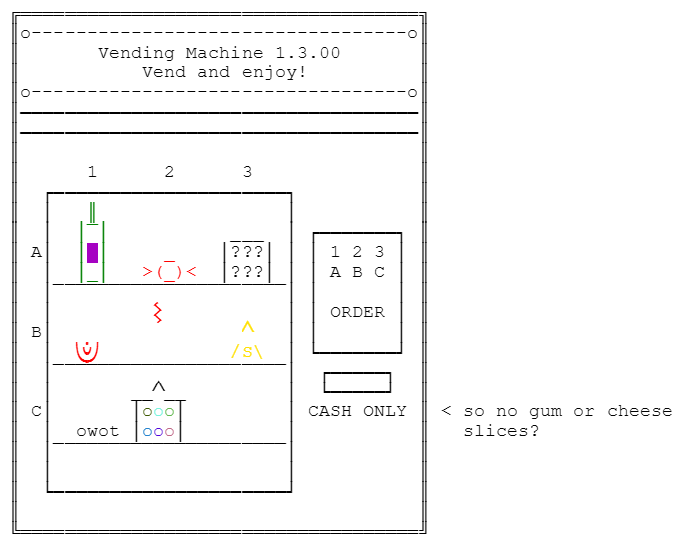 Vending Machine 1.3.00
Vend and enjoy!
1 2 3
A
???
???
>(_)<
1 2 3
A B C
ORDER
B
/s\
C
owot
CASH ONLY
< so no gum or cheese
slices?